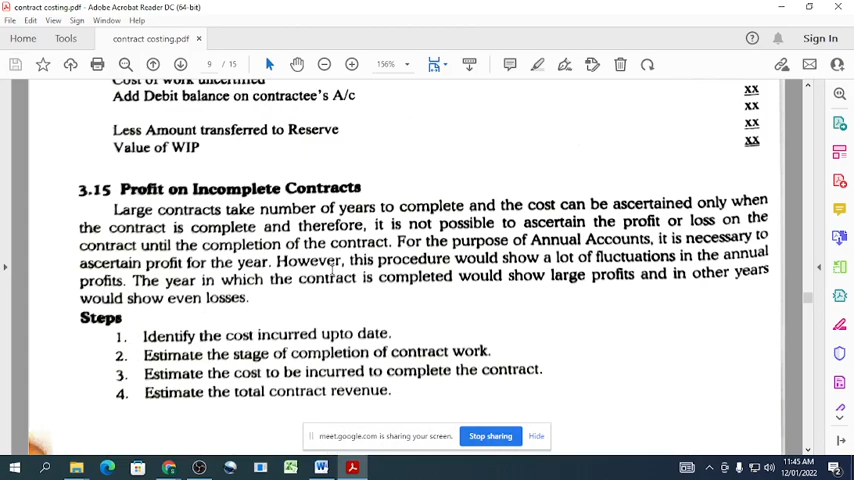 contract costing.pdf - Adobe Acrobat Reader DC (64-bit)
File Edit View Sign Window Help
Home Tools contract costing.pdf × Sign In
9 / 15 156%
Cost of work uncertified
Add Debit balance on contractee's A/c xx
xx
Less Amount transferred to Reserve xx
Value of WIP xx
3.15 Profit on Incomplete Contracts
Large contracts take number of years to complete and the cost can be ascertained only when
the contract is complete and therefore, it is not possible to ascertain the profit or loss on the
contract until the completion of the contract. For the purpose of Annual Accounts, it is necessary to
ascertain profit for the year. However, this procedure would show a lot of fluctuations in the annual
profits. The year in which the contract is completed would show large profits and in other years
would show even losses.
Steps
1. Identify the cost incurred upto date.
2. Estimate the stage of completion of contract work.
3. Estimate the cost to be incurred to complete the contract.
4. Estimate the total contract revenue.
meet.google.com is sharing your screen. Stop sharing Hide
11:45 AM
12/01/2022
2